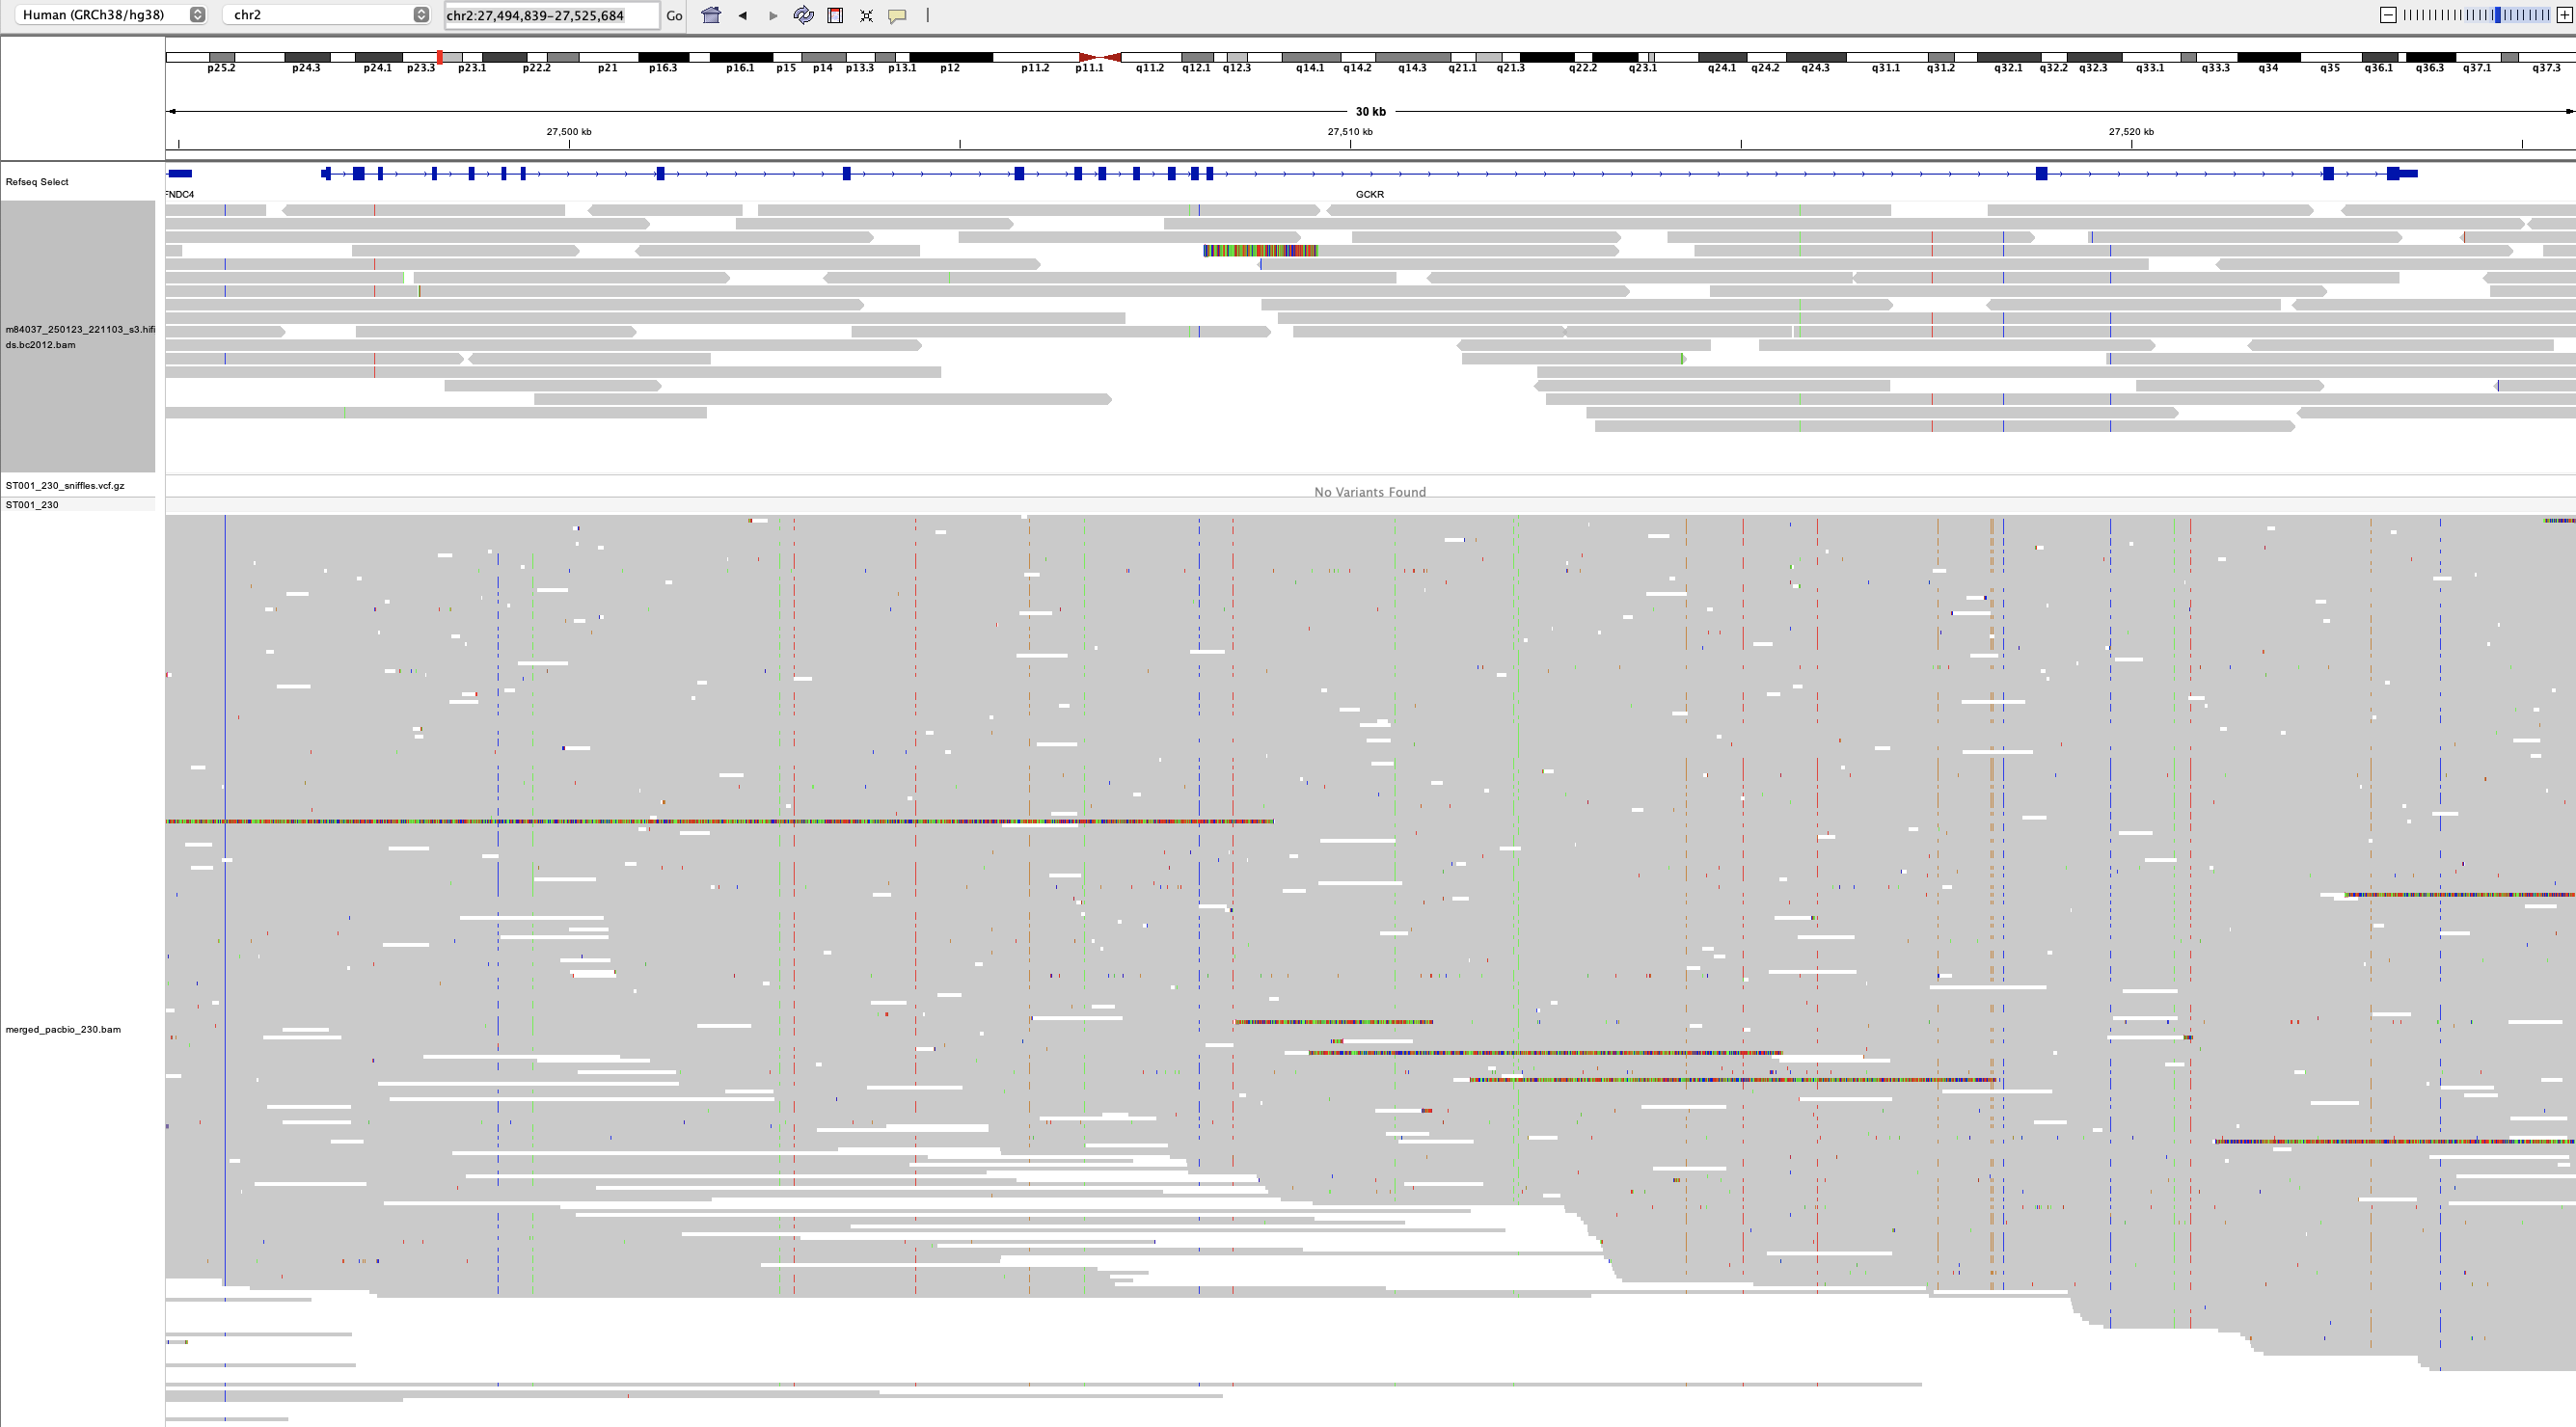 Human (GRCh38/hg38) chr2 chr2:27,494,839-27,525,684 Go
p25.2 p24.3 p24.1 p23.3 p23.1 p22.2 p21 p16.3 p16.1 p15 p14 p13.3 p13.1 p12 p11.2 p11.1 q11.2 q12.1 q12.3 q14.1 q14.2 q14.3 q21.1 q21.3 q22.2 q23.1 q24.1 q24.2 q24.3 q31.1 q31.2 q32.1 q32.2 q32.3 q33.1 q33.3 q34 q35 q36.1 q36.3 q37.1 q37.3
30 kb
27,500 kb 27,510 kb 27,520 kb
Refseq Select
FNDC4 GCKR
m84037_250123_221103_s3.hifi
ds.bc2012.bam
ST001_230_sniffles.vcf.gz
No Variants Found
ST001_230
merged_pacbio_230.bam